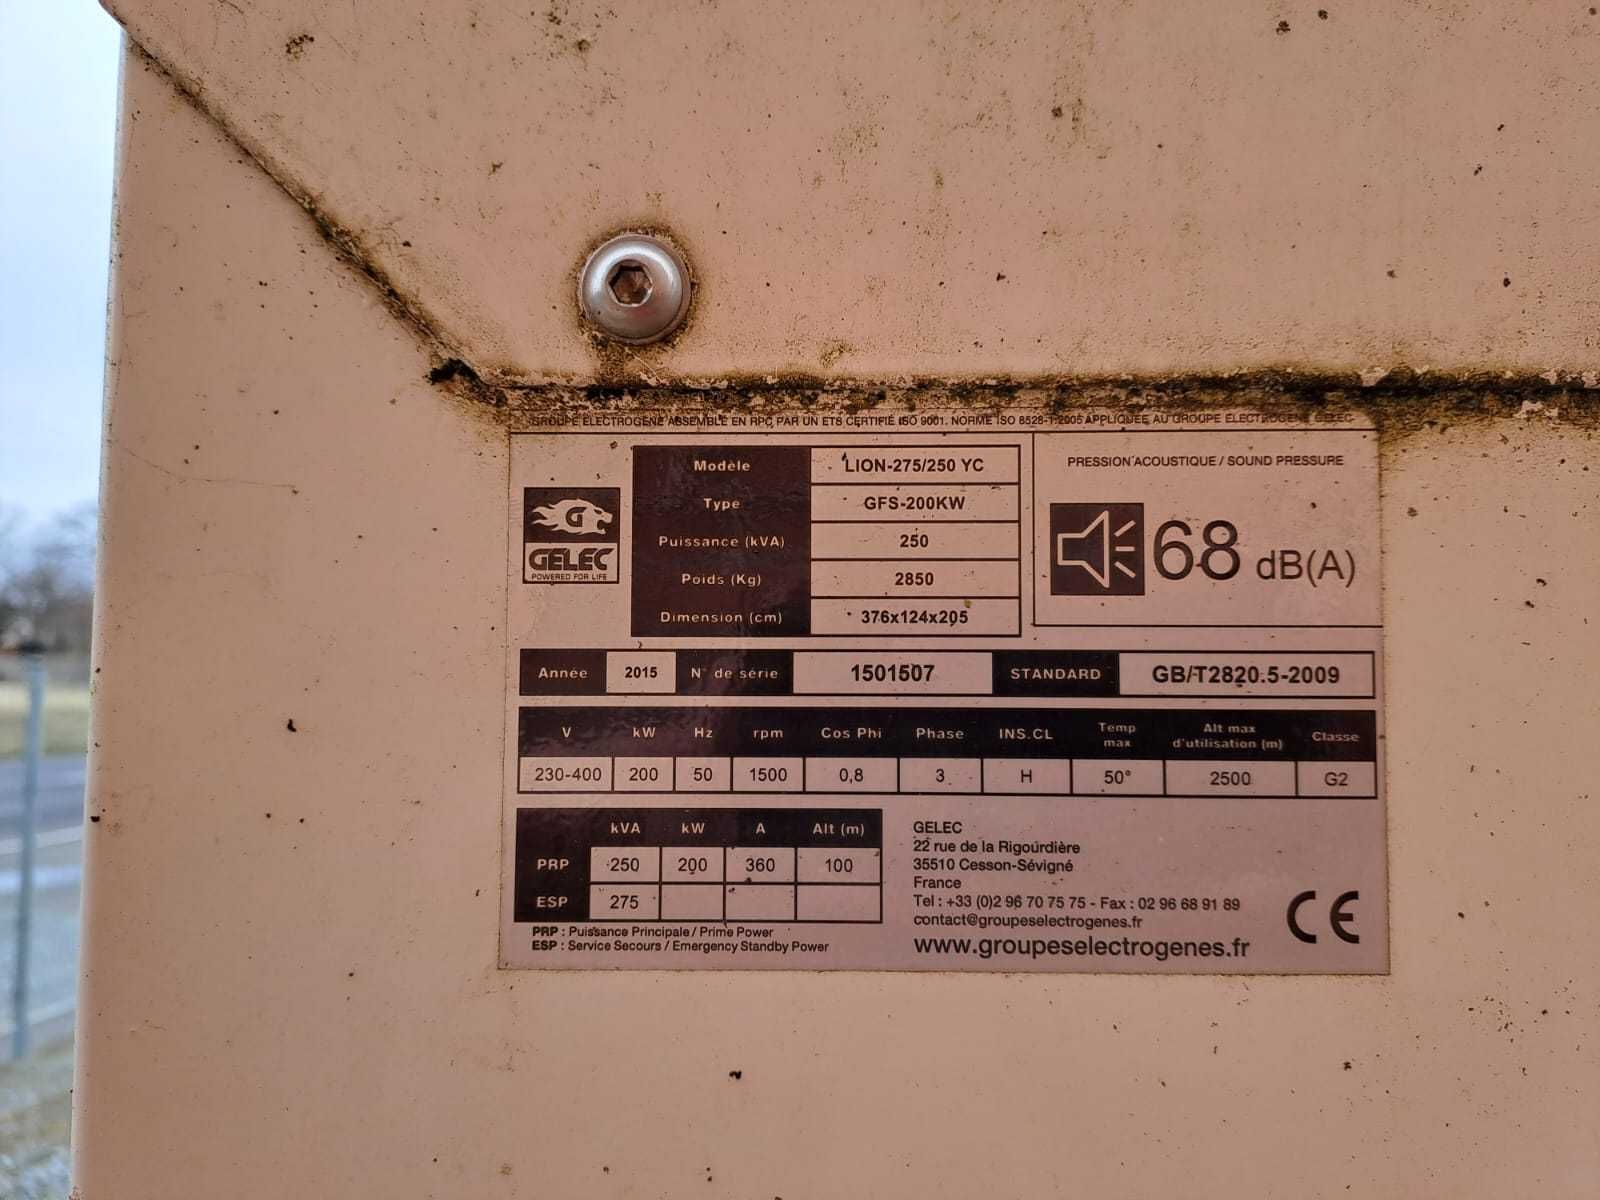 GROUPE ELECTROGENE ASSEMBLE EN RPC PAR UN ETS CERTIFIE ISO 9001. NORME ISO 8528-1:2005 APPLIQUEE AU GROUPE ELECTROGENE GELEC
G
GELEC
POWERED FOR LIFE
Modèle LION-275/250 YC
Type GFS-200KW
Puissance (kVA) 250
Poids (Kg) 2850
Dimension (cm) 376x124x205
PRESSION ACOUSTIQUE / SOUND PRESSURE
68 dB(A)
Année 2015 N° de série 1501507 STANDARD GB/T2820.5-2009
V kW Hz rpm Cos Phi Phase INS.CL Temp max Alt max d'utilisation (m) Classe
230-400 200 50 1500 0,8 3 H 50° 2500 G2
kVA kW A Alt (m)
PRP 250 200 360 100
ESP 275
PRP : Puissance Principale / Prime Power
ESP : Service Secours / Emergency Standby Power
GELEC
22 rue de la Rigourdière
35510 Cesson-Sévigné
France
Tel : +33 (0)2 96 70 75 75 - Fax : 02 96 68 91 89
contact@groupeselectrogenes.fr
www.groupeselectrogenes.fr
CE